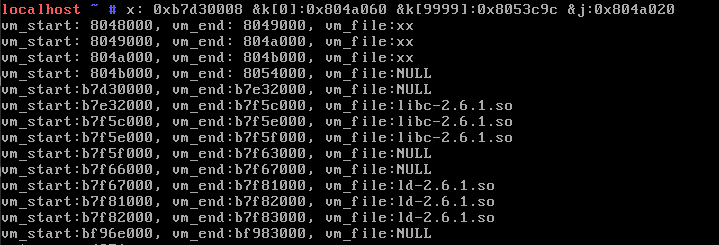 localhost ~ # x: 0xb7d30008 &k[0]:0x804a060 &k[9999]:0x8053c9c &j:0x804a020
vm_start: 8048000, vm_end: 8049000, vm_file:xx
vm_start: 8049000, vm_end: 804a000, vm_file:xx
vm_start: 804a000, vm_end: 804b000, vm_file:xx
vm_start: 804b000, vm_end: 8054000, vm_file:NULL
vm_start:b7d30000, vm_end:b7e32000, vm_file:NULL
vm_start:b7e32000, vm_end:b7f5c000, vm_file:libc-2.6.1.so
vm_start:b7f5c000, vm_end:b7f5e000, vm_file:libc-2.6.1.so
vm_start:b7f5e000, vm_end:b7f5f000, vm_file:libc-2.6.1.so
vm_start:b7f5f000, vm_end:b7f63000, vm_file:NULL
vm_start:b7f66000, vm_end:b7f67000, vm_file:NULL
vm_start:b7f67000, vm_end:b7f81000, vm_file:ld-2.6.1.so
vm_start:b7f81000, vm_end:b7f82000, vm_file:ld-2.6.1.so
vm_start:b7f82000, vm_end:b7f83000, vm_file:ld-2.6.1.so
vm_start:bf96e000, vm_end:bf983000, vm_file:NULL